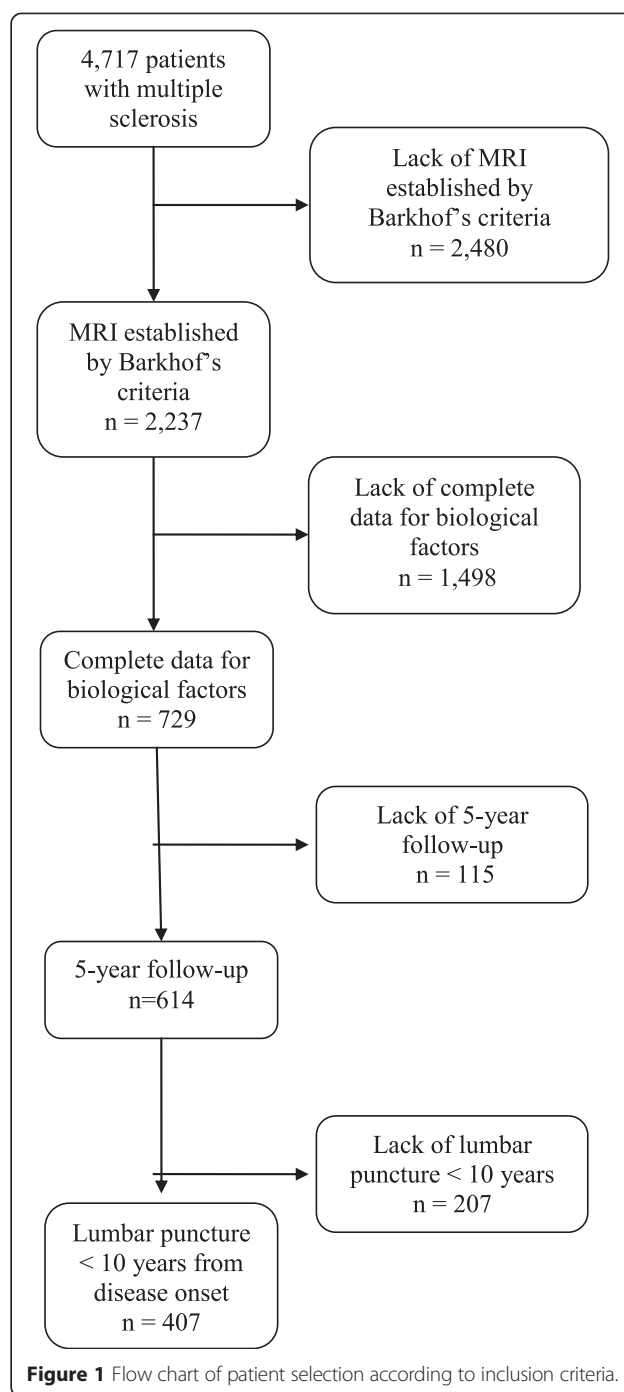 4,717 patients
with multiple
sclerosis
Lack of MRI
established by
Barkhof’s criteria
n = 2,480
MRI established
by Barkhof’s
criteria
n = 2,237
Lack of complete
data for biological
factors
n = 1,498
Complete data for
biological factors
n = 729
Lack of 5-year
follow-up
n = 115
5-year follow-up
n=614
Lack of lumbar
puncture < 10 years
n = 207
Lumbar puncture
< 10 years from
disease onset
n = 407
Figure 1 Flow chart of patient selection according to inclusion criteria.